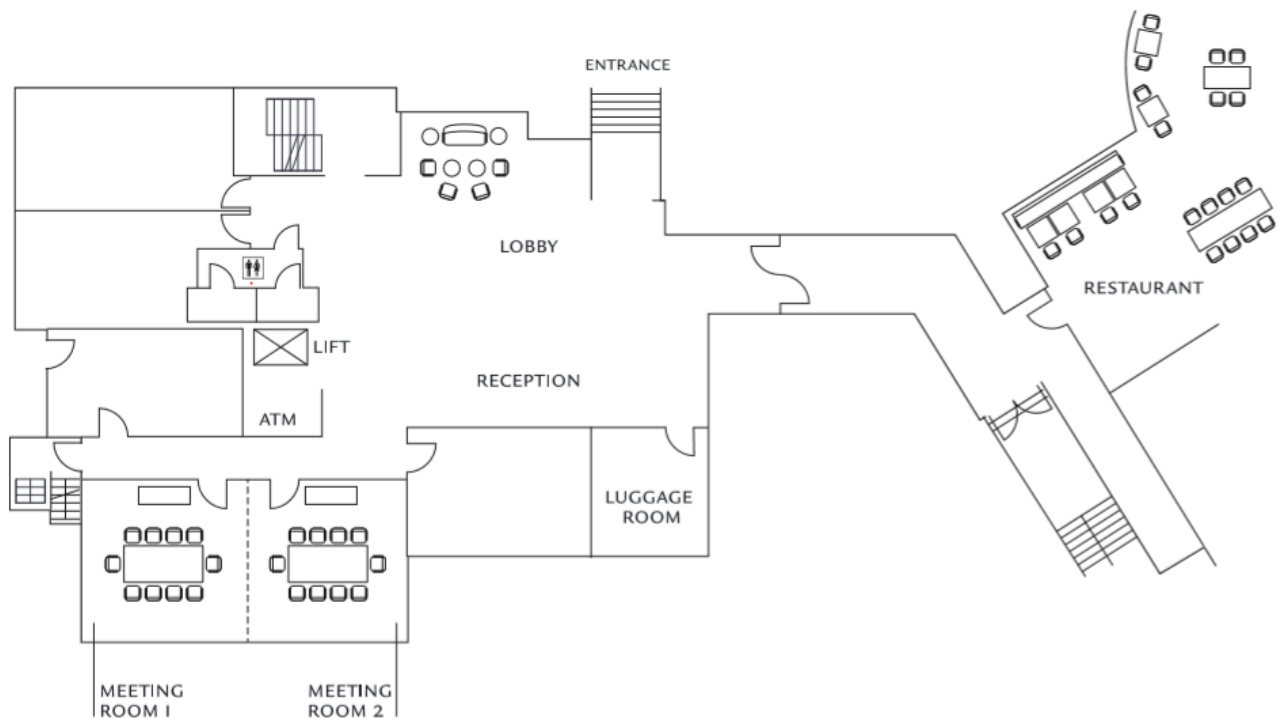 ENTRANCE
LOBBY
RESTAURANT
LIFT
RECEPTION
ATM
LUGGAGE
ROOM
MEETING
ROOM 1
MEETING
ROOM 2